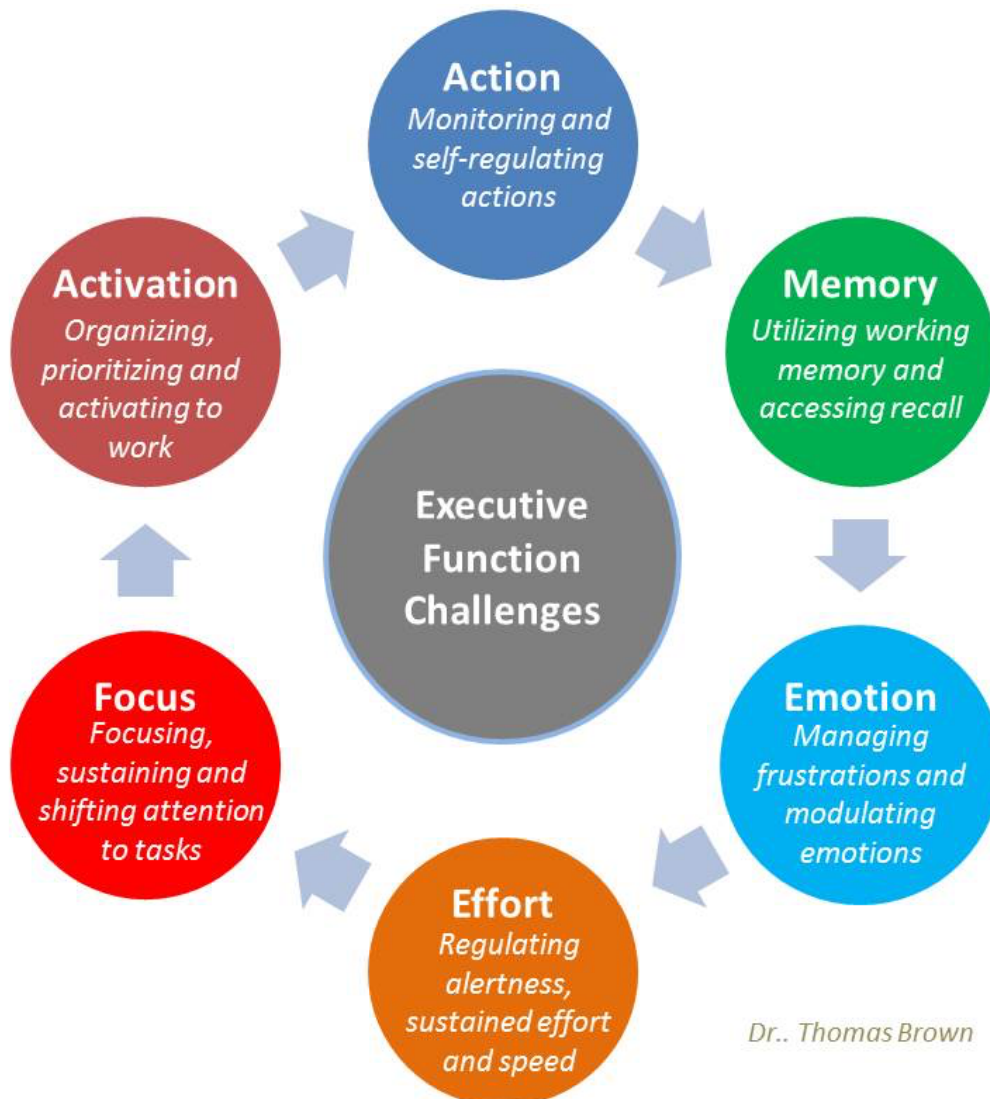 Action
Monitoring and
self-regulating
actions
Memory
Utilizing working
memory and
accessing recall
Emotion
Managing
frustrations and
modulating
emotions
Effort
Regulating
alertness,
sustained effort
and speed
Focus
Focusing,
sustaining and
shifting attention
to tasks
Activation
Organizing,
prioritizing and
activating to
work
Executive
Function
Challenges
Dr.. Thomas Brown